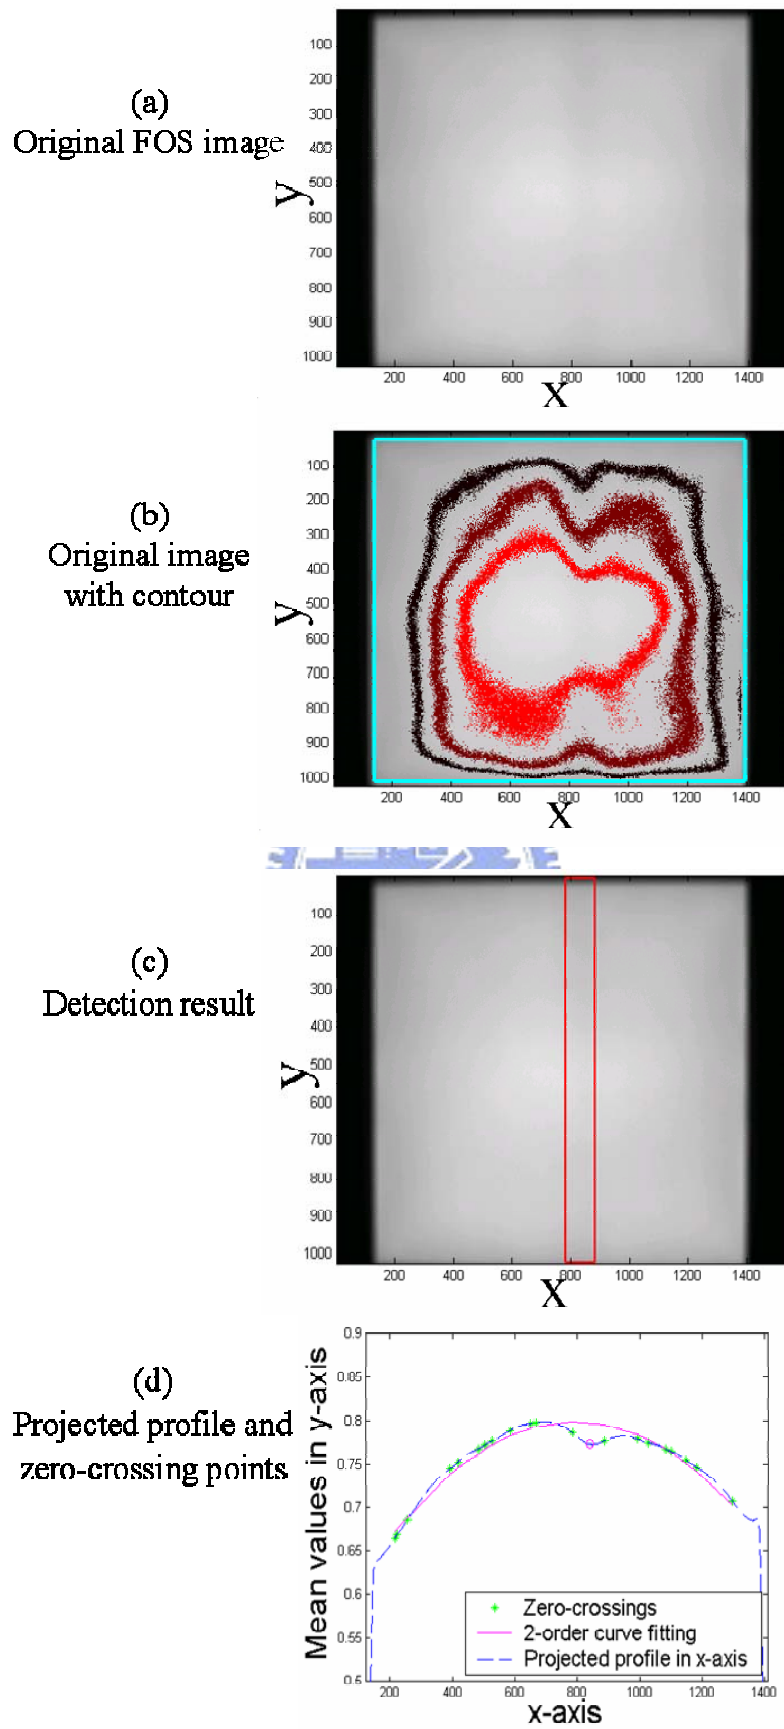 (a)
Original FOS image
y
100
200
300
400
500
600
700
800
900
1000
200 400 600 800 1000 1200 1400
X
(b)
Original image
with contour
y
100
200
300
400
500
600
700
800
900
1000
200 400 600 800 1000 1200 1400
X
(c)
Detection result
y
100
200
300
400
500
600
700
800
900
1000
200 400 600 800 1000 1200 1400
X
(d)
Projected profile and
zero-crossing points
Mean values in y-axis
0.9
0.85
0.8
0.75
0.7
0.65
0.6
0.55
0.5
Zero-crossings
2-order curve fitting
Projected profile in x-axis
200 400 600 800 1000 1200 1400
x-axis